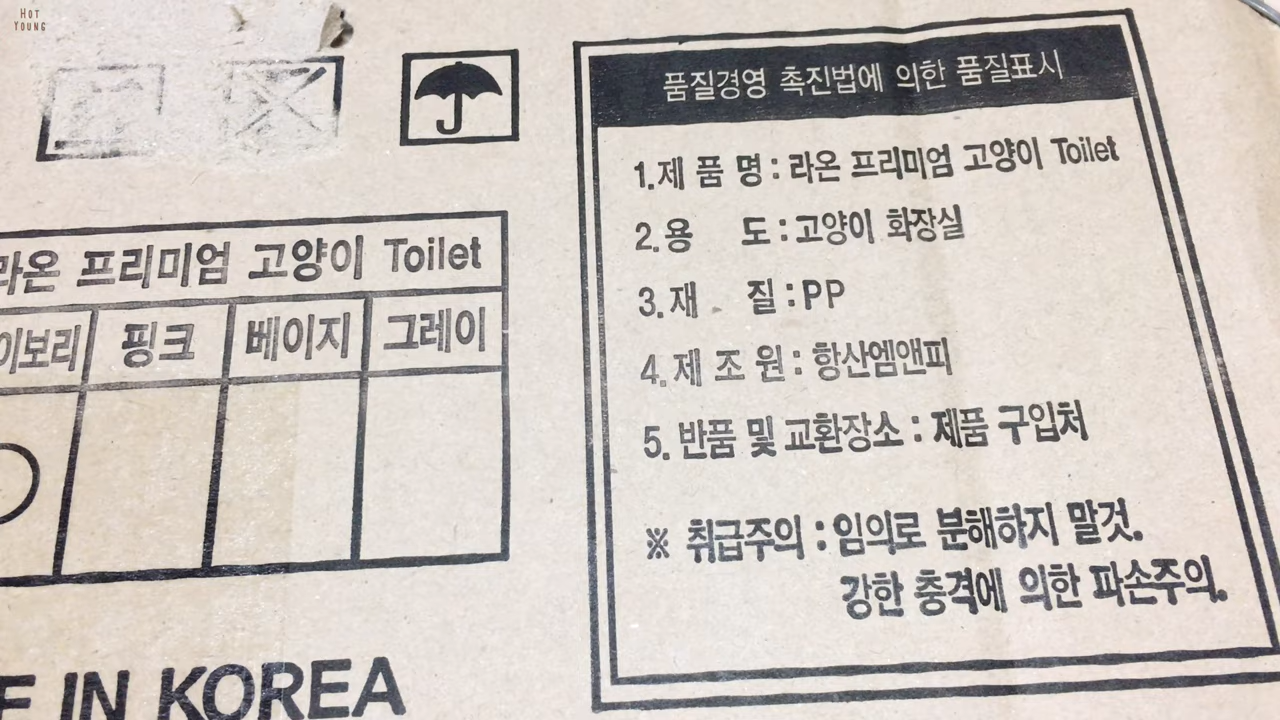 HOT
YOUNG
품질경영 촉진법에 의한 품질표시
1.제 품 명 : 라온 프리미엄 고양이 Toilet
2.용 도 : 고양이 화장실
3.재 질 : PP
4.제 조 원 : 항산엠앤피
5. 반품 및 교환장소 : 제품 구입처
※ 취급주의 : 임의로 분해하지 말것.
강한 충격에 의한 파손주의.
라온 프리미엄 고양이 Toilet
이보리 핑크 베이지 그레이
IN KOREA